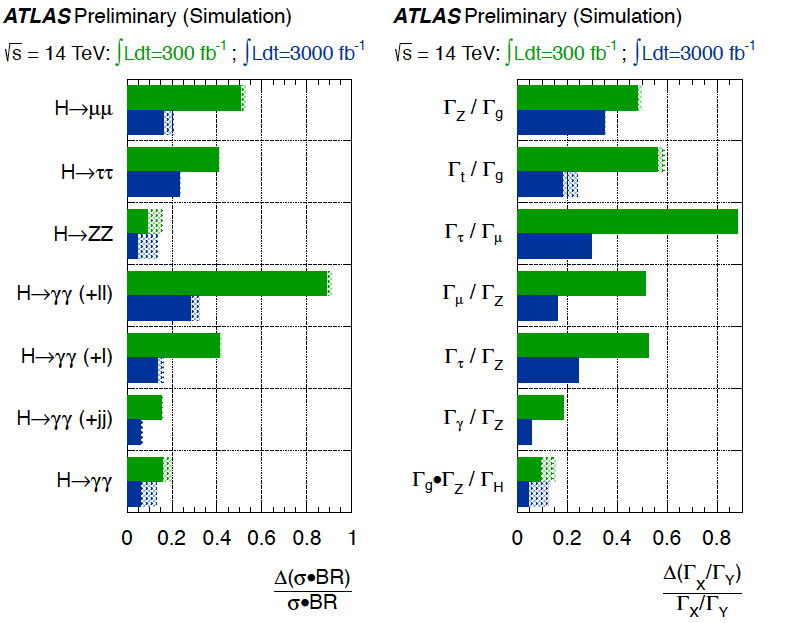 ATLAS Preliminary (Simulation)
√s = 14 TeV: ∫Ldt=300 fb⁻¹ ; ∫Ldt=3000 fb⁻¹
H→μμ
H→ττ
H→ZZ
H→γγ (+ll)
H→γγ (+l)
H→γγ (+jj)
H→γγ
0 0.2 0.4 0.6 0.8 1
Δ(σ•BR)
σ•BR
ATLAS Preliminary (Simulation)
√s = 14 TeV: ∫Ldt=300 fb⁻¹ ; ∫Ldt=3000 fb⁻¹
Γ_Z / Γ_g
Γ_t / Γ_g
Γ_τ / Γ_μ
Γ_μ / Γ_Z
Γ_τ / Γ_Z
Γ_γ / Γ_Z
Γ_g•Γ_Z / Γ_H
0 0.2 0.4 0.6 0.8
Δ(Γ_X/Γ_Y)
Γ_X/Γ_Y